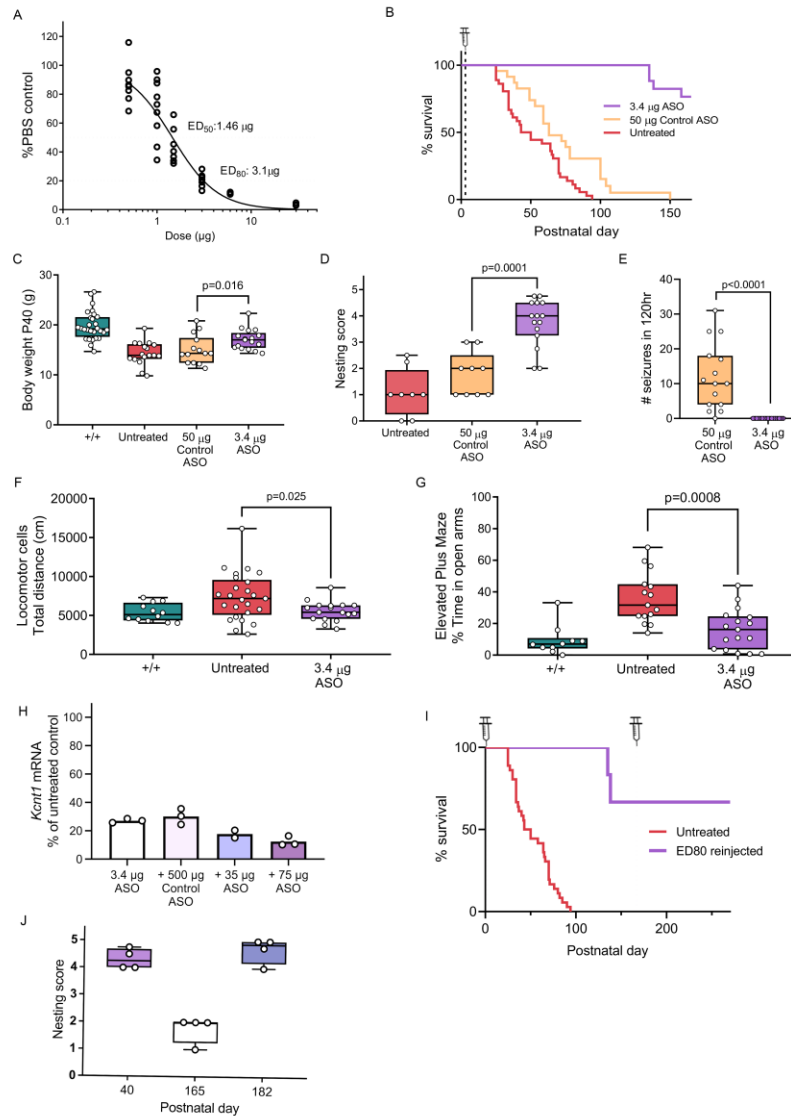 A
%PBS control
140
120
100
80
60
40
20
0
ED50:1.46 µg
ED80: 3.1µg
0.1 1 10
Dose (µg)
B
% survival
100
50
0
3.4 µg ASO
50 µg Control ASO
Untreated
0 50 100 150
Postnatal day
C
Body weight P40 (g)
30
20
10
0
p=0.016
+/+
Untreated
50 µg
Control
ASO
3.4 µg
ASO
D
Nesting score
5
4
3
2
1
0
p=0.0001
Untreated
50 µg
Control
ASO
3.4 µg
ASO
E
# seizures in 120hr
40
30
20
10
0
p<0.0001
50 µg
Control
ASO
3.4 µg
ASO
F
Locomotor cells
Total distance (cm)
20000
15000
10000
5000
0
p=0.025
+/+
Untreated
3.4 µg
ASO
G
Elevated Plus Maze
% Time in open arms
100
80
60
40
20
0
p=0.0008
+/+
Untreated
3.4 µg
ASO
H
Kcnt1 mRNA
% of untreated control
100
80
60
40
20
0
3.4 µg
ASO
+ 500 µg
Control
ASO
+ 35 µg
ASO
+ 75 µg
ASO
I
% survival
100
50
0
Untreated
ED80 reinjected
0 100 200
Postnatal day
J
Nesting score
5
4
3
2
1
0
40 165 182
Postnatal day